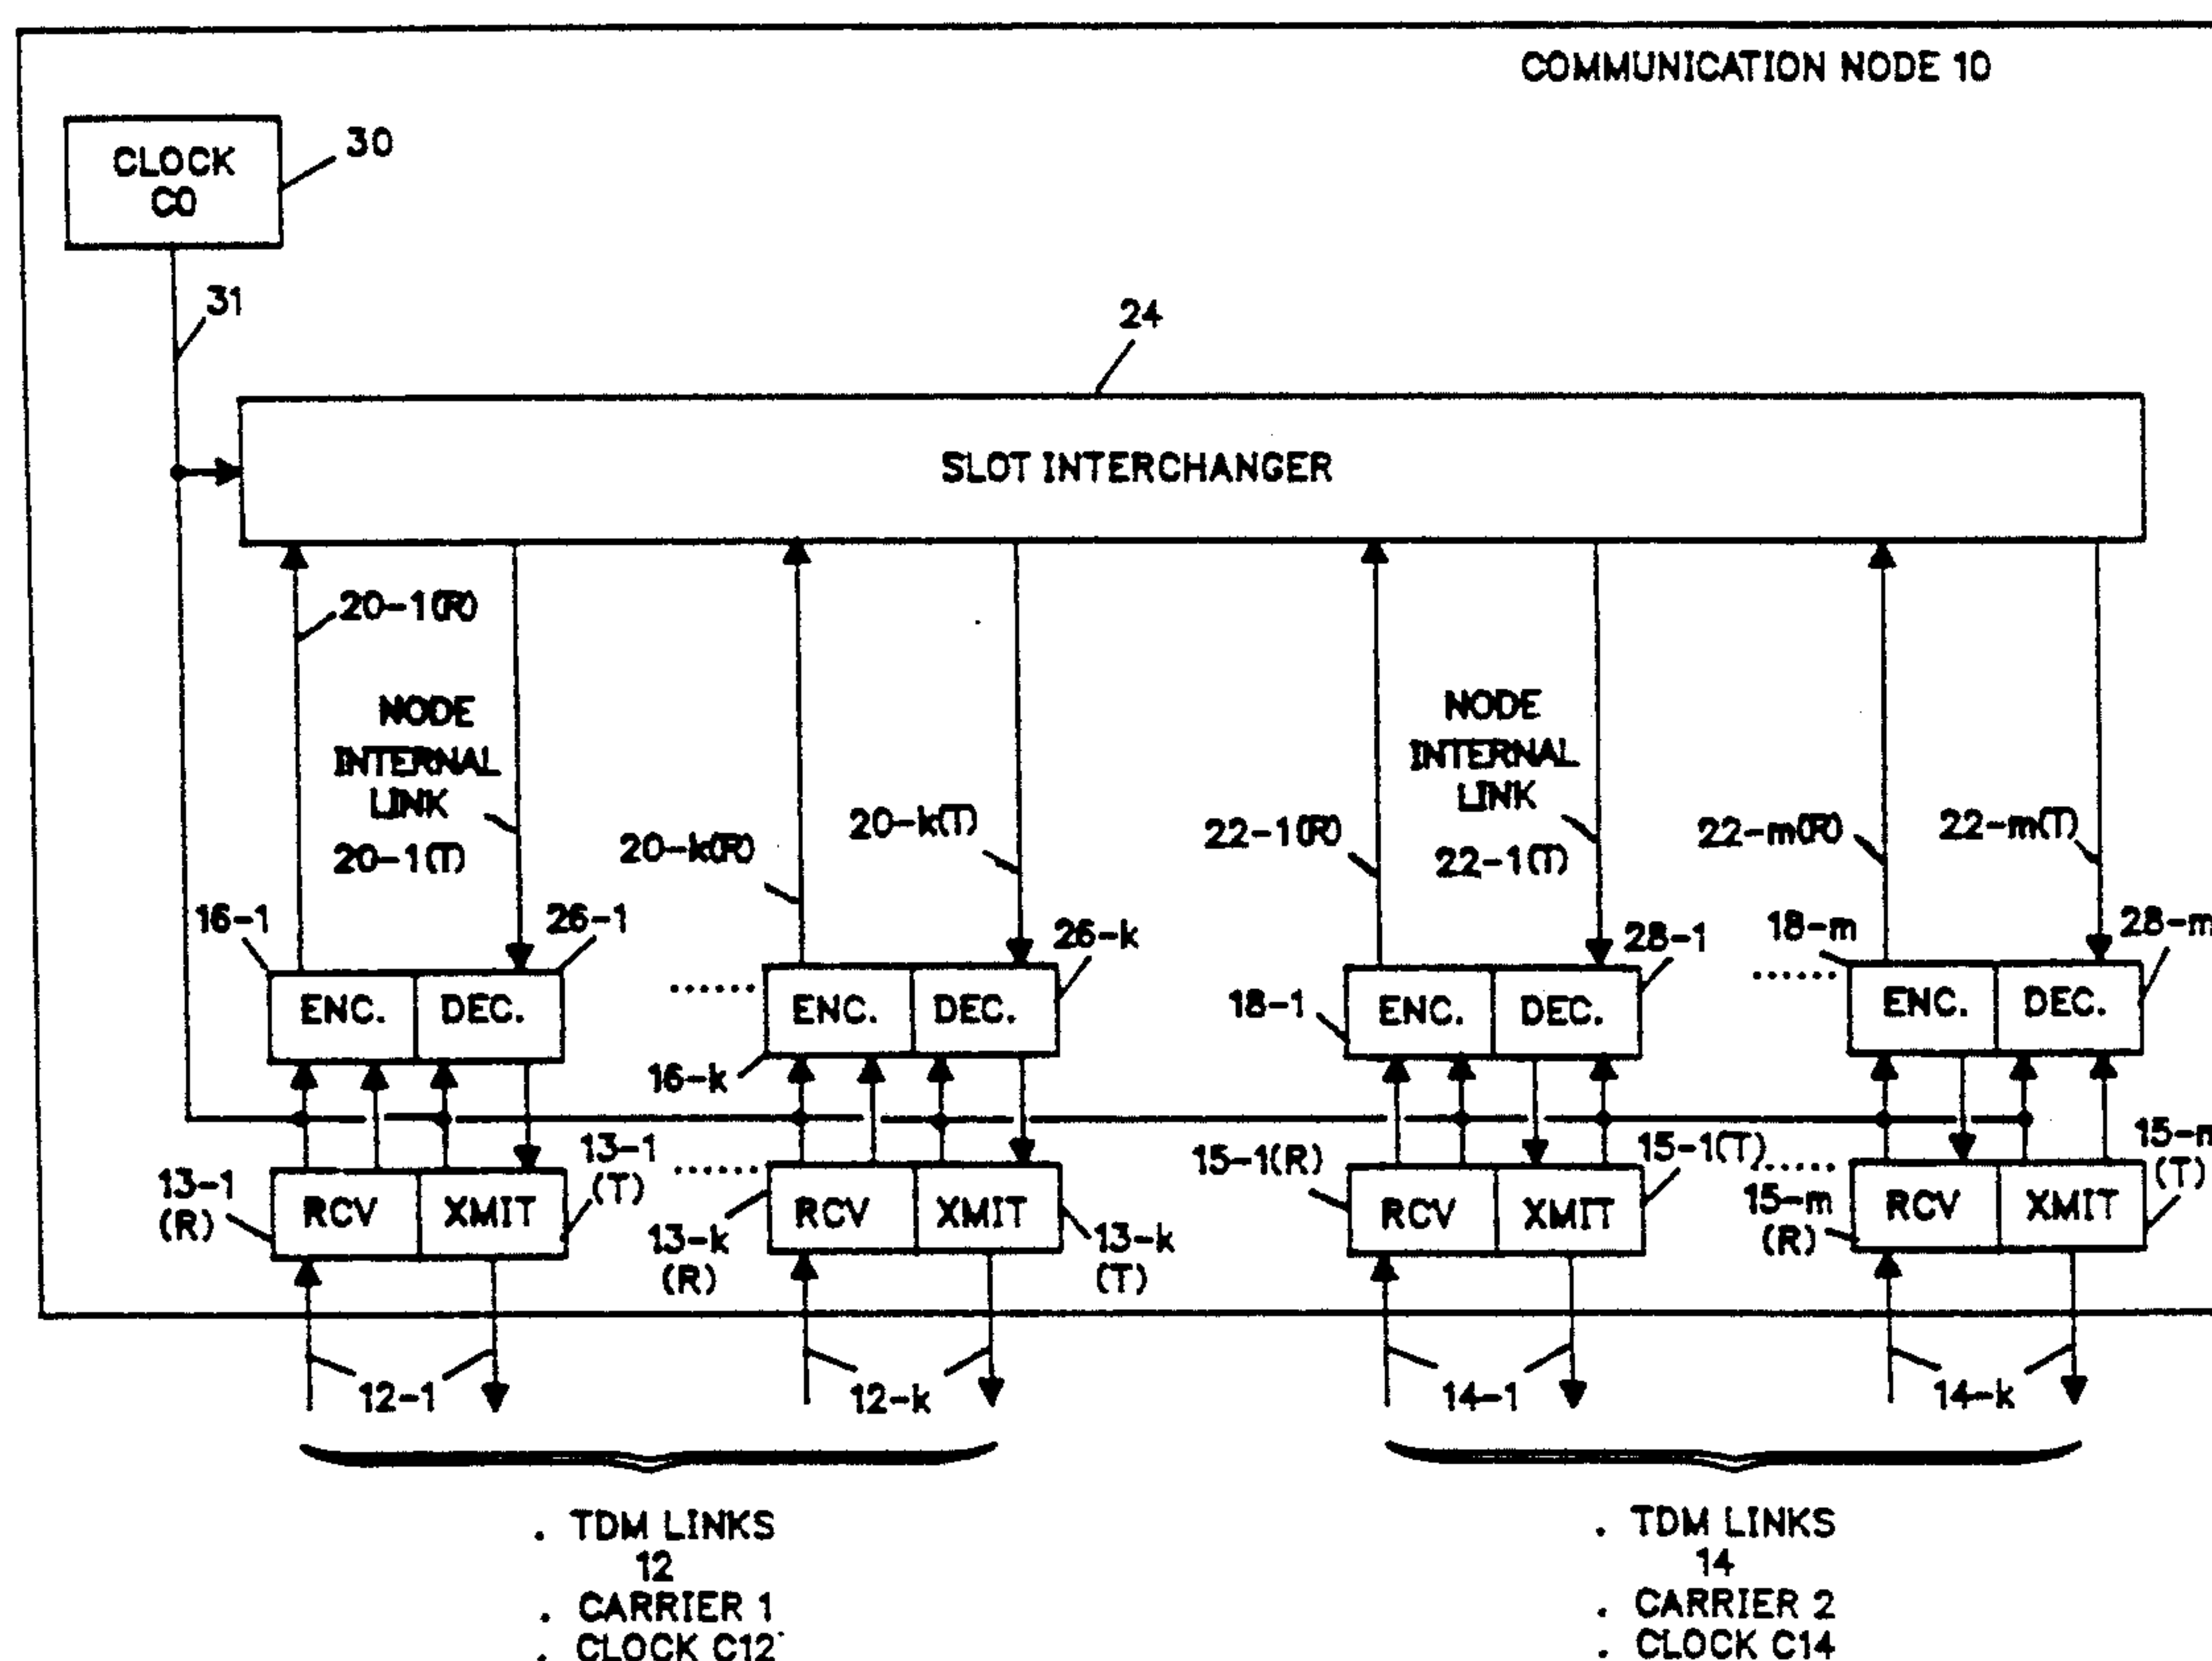 COMMUNICATION NODE 10
CLOCK
C0
30
31
24
SLOT INTERCHANGER
20-1(R)
NODE
INTERNAL
LINK
20-1(T)
20-k(R)
20-k(T)
22-1(R)
NODE
INTERNAL
LINK
22-1(T)
22-m(R)
22-m(T)
16-1
26-1
26-k
28-1
18-m
28-m
ENC.
DEC.
......
ENC.
DEC.
18-1
ENC.
DEC.
......
ENC.
DEC.
16-k
13-1
(R)
RCV
XMIT
13-1
(T)
......
13-k
(R)
RCV
XMIT
13-k
(T)
15-1(R)
RCV
XMIT
15-1(T)
......
15-m
(R)
RCV
XMIT
(T)
12-1
12-k
14-1
14-k
. TDM LINKS
12
. CARRIER 1
. CLOCK C12
. TDM LINKS
14
. CARRIER 2
. CLOCK C14